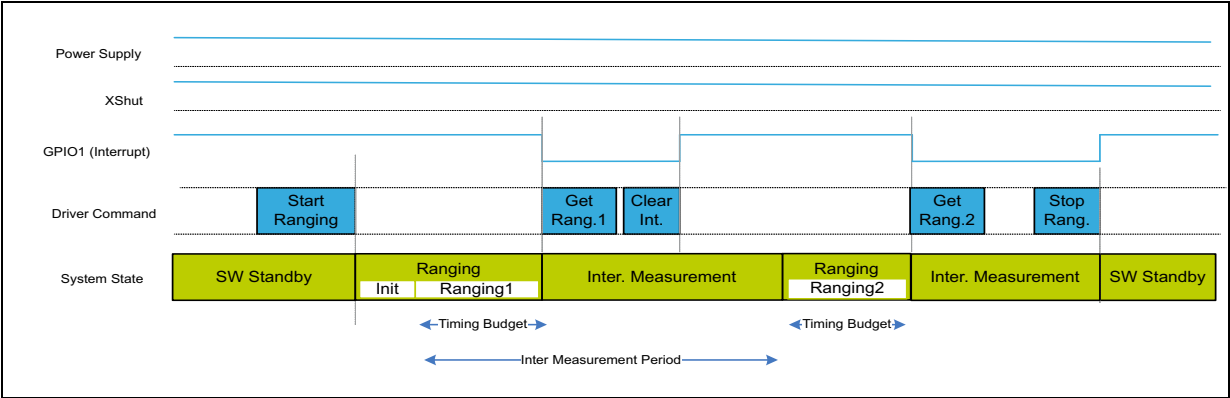 Power Supply
XShut
GPIO1 (Interrupt)
Driver Command
Start
Ranging
Get
Rang.1
Clear
Int.
Get
Rang.2
Stop
Rang.
System State
SW Standby
Ranging
Init
Ranging1
Inter. Measurement
Ranging
Ranging2
Inter. Measurement
SW Standby
Timing Budget
Timing Budget
Inter Measurement Period